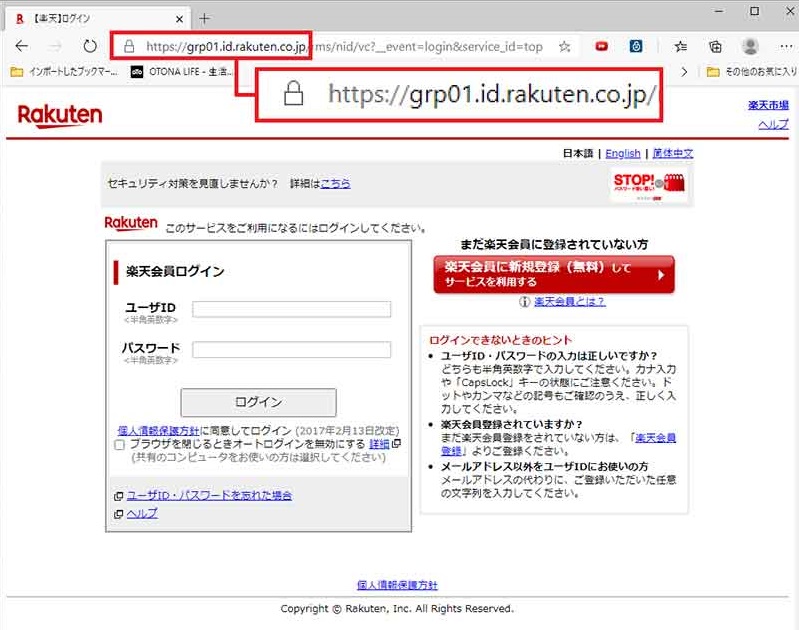 【楽天】ログイン
https://grp01.id.rakuten.co.jp/rms/nid/vc?__event=login&service_id=top
インポートしたブックマー...
OTONA LIFE - 生活...
その他のお気に入り
https://grp01.id.rakuten.co.jp/
Rakuten
楽天市場
ヘルプ
日本語 | English | 简体中文
セキュリティ対策を見直しませんか？ 詳細はこちら
STOP!
Rakuten このサービスをご利用になるにはログインしてください。
楽天会員ログイン
ユーザID
<半角英数字>
パスワード
<半角英数字>
ログイン
個人情報保護方針に同意してログイン (2017年2月13日改定)
ブラウザを閉じるときオートログインを無効にする 詳細
(共有のコンピュータをお使いの方は選択してください)
ユーザID・パスワードを忘れた場合
ヘルプ
まだ楽天会員に登録されていない方
楽天会員に新規登録（無料）して
サービスを利用する
楽天会員とは？
ログインできないときのヒント
ユーザID・パスワードの入力は正しいですか？
どちらも半角英数字で入力してください。カナ入力
や「CapsLock」キーの状態にご注意ください。ド
ットやカンマなどの記号もご確認のうえ、正しく入
力してください。
楽天会員登録されていますか？
まだ楽天会員登録をされていない方は、「楽天会員
登録」よりご登録ください。
メールアドレス以外をユーザIDにお使いの方
メールアドレスの代わりに、ご登録いただいた任意
の文字列を入力してください。
個人情報保護方針
Copyright © Rakuten, Inc. All Rights Reserved.